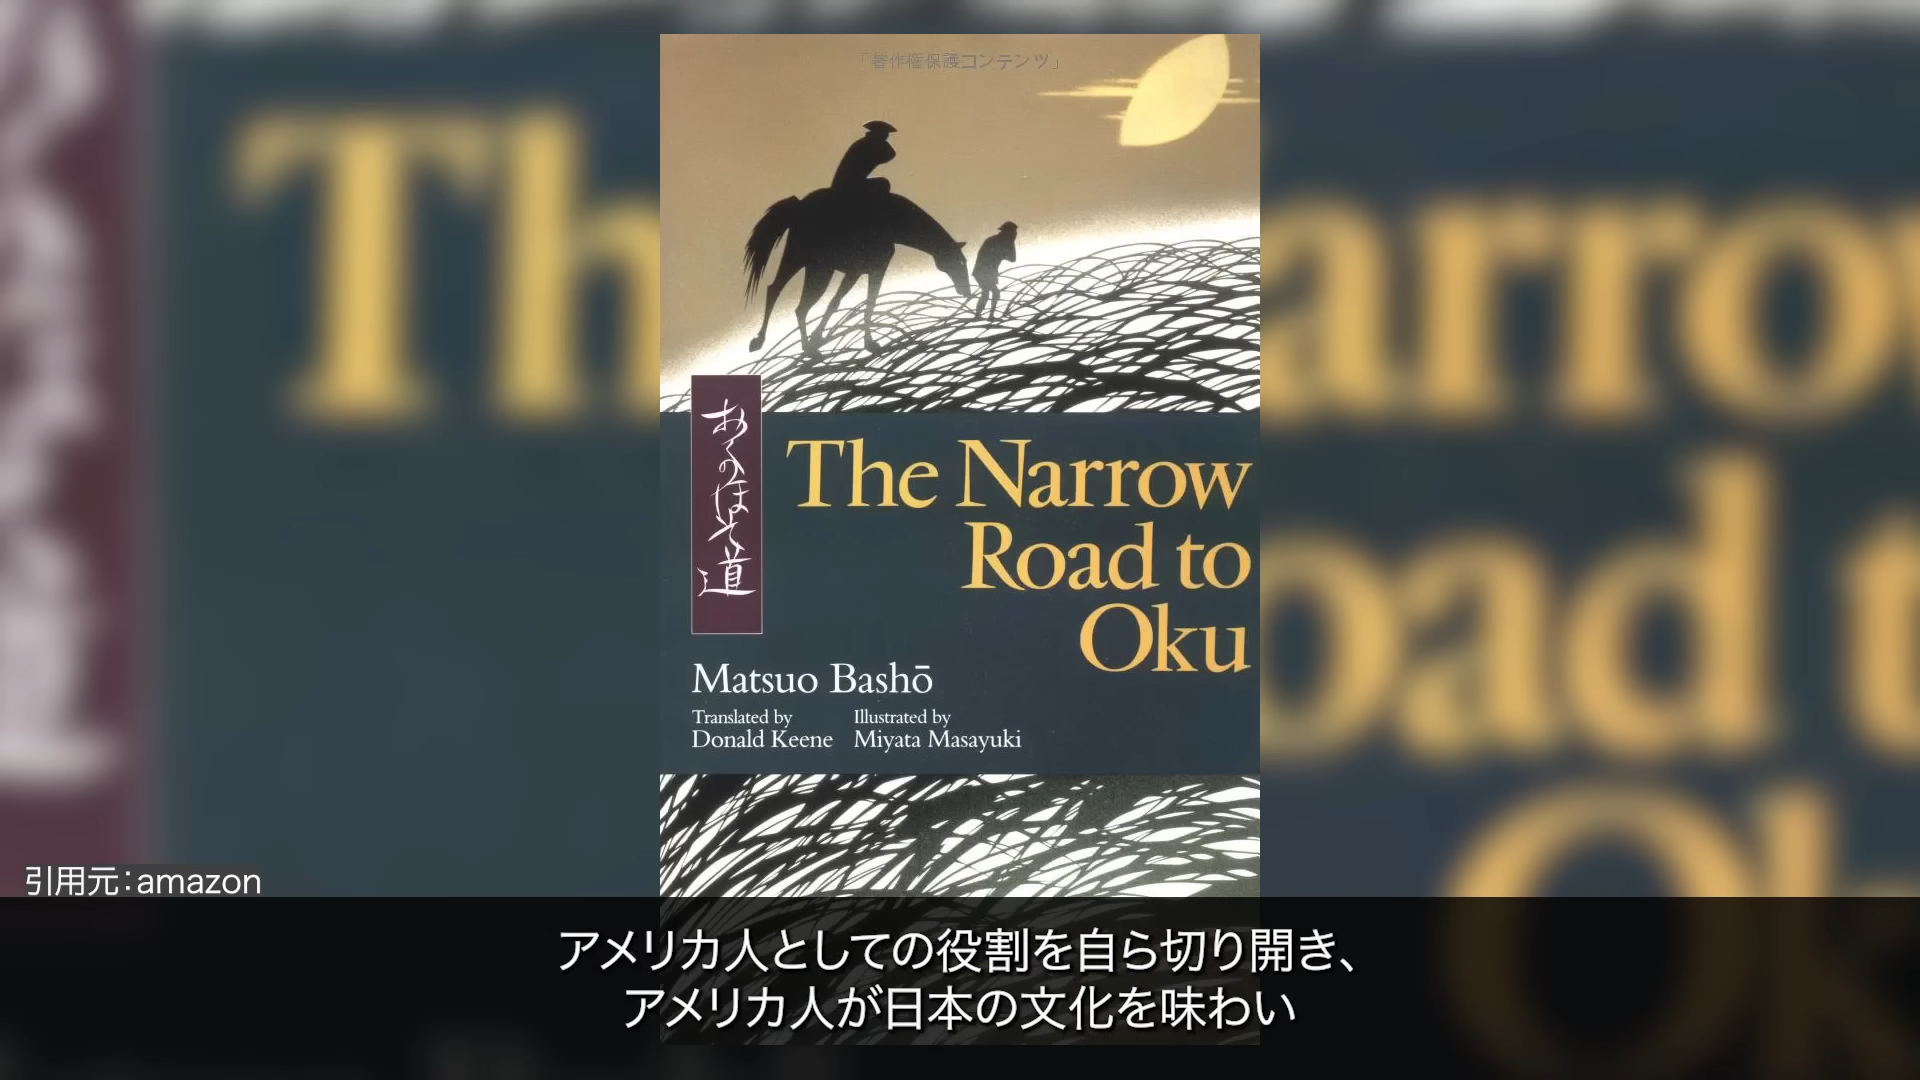 「著作権保護コンテンツ」
おくのほそ道
The Narrow
Road to
Oku
Matsuo Bashō
Translated by
Donald Keene
Illustrated by
Miyata Masayuki
引用元：amazon
アメリカ人としての役割を自ら切り開き、
アメリカ人が日本の文化を味わい